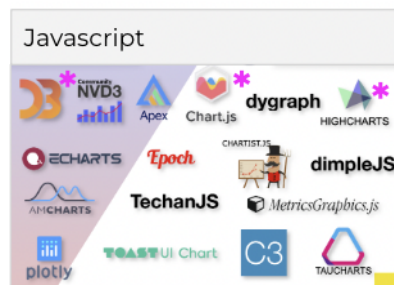 Javascript
Community
NVD3
Apex
Chart.js
dygraph
HIGHCHARTS
ECHARTS
Epoch
CHARTIST.JS
dimpleJS
AMCHARTS
TechanJS
MetricsGraphics.js
plotly
TOAST UI Chart
C3
TAUCHARTS